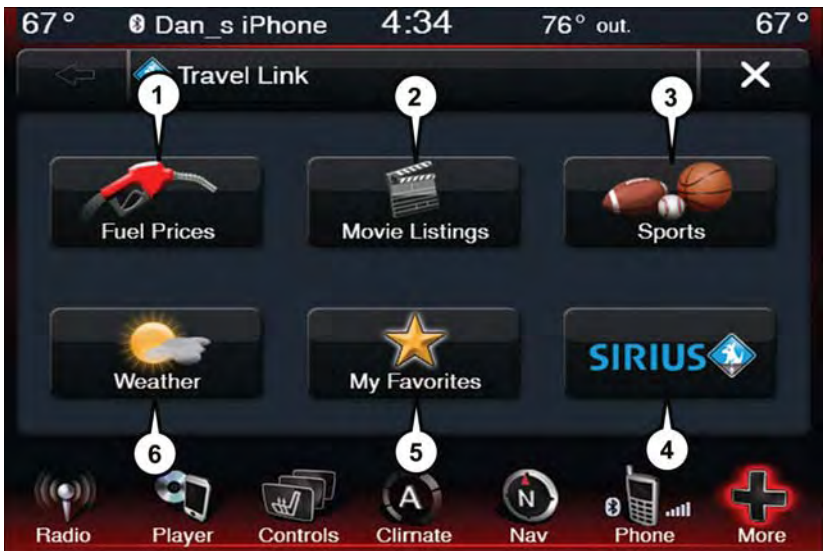 67° Dan_s iPhone 4:34 76° out. 67°
Travel Link
1 2 3
Fuel Prices Movie Listings Sports
SIRIUS
Weather My Favorites
6 5 4
A N
Radio Player Controls Climate Nav Phone More